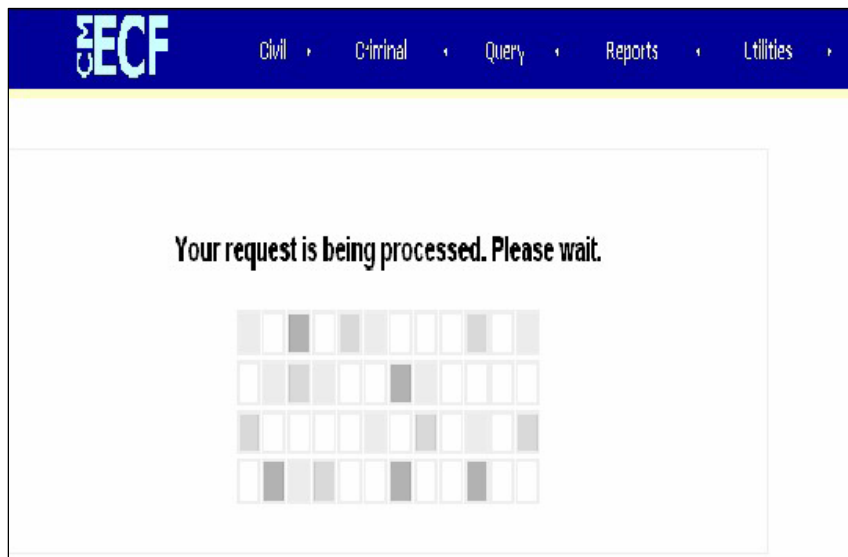 CM ECF Civil Criminal Query Reports Utilities
Your request is being processed. Please wait.